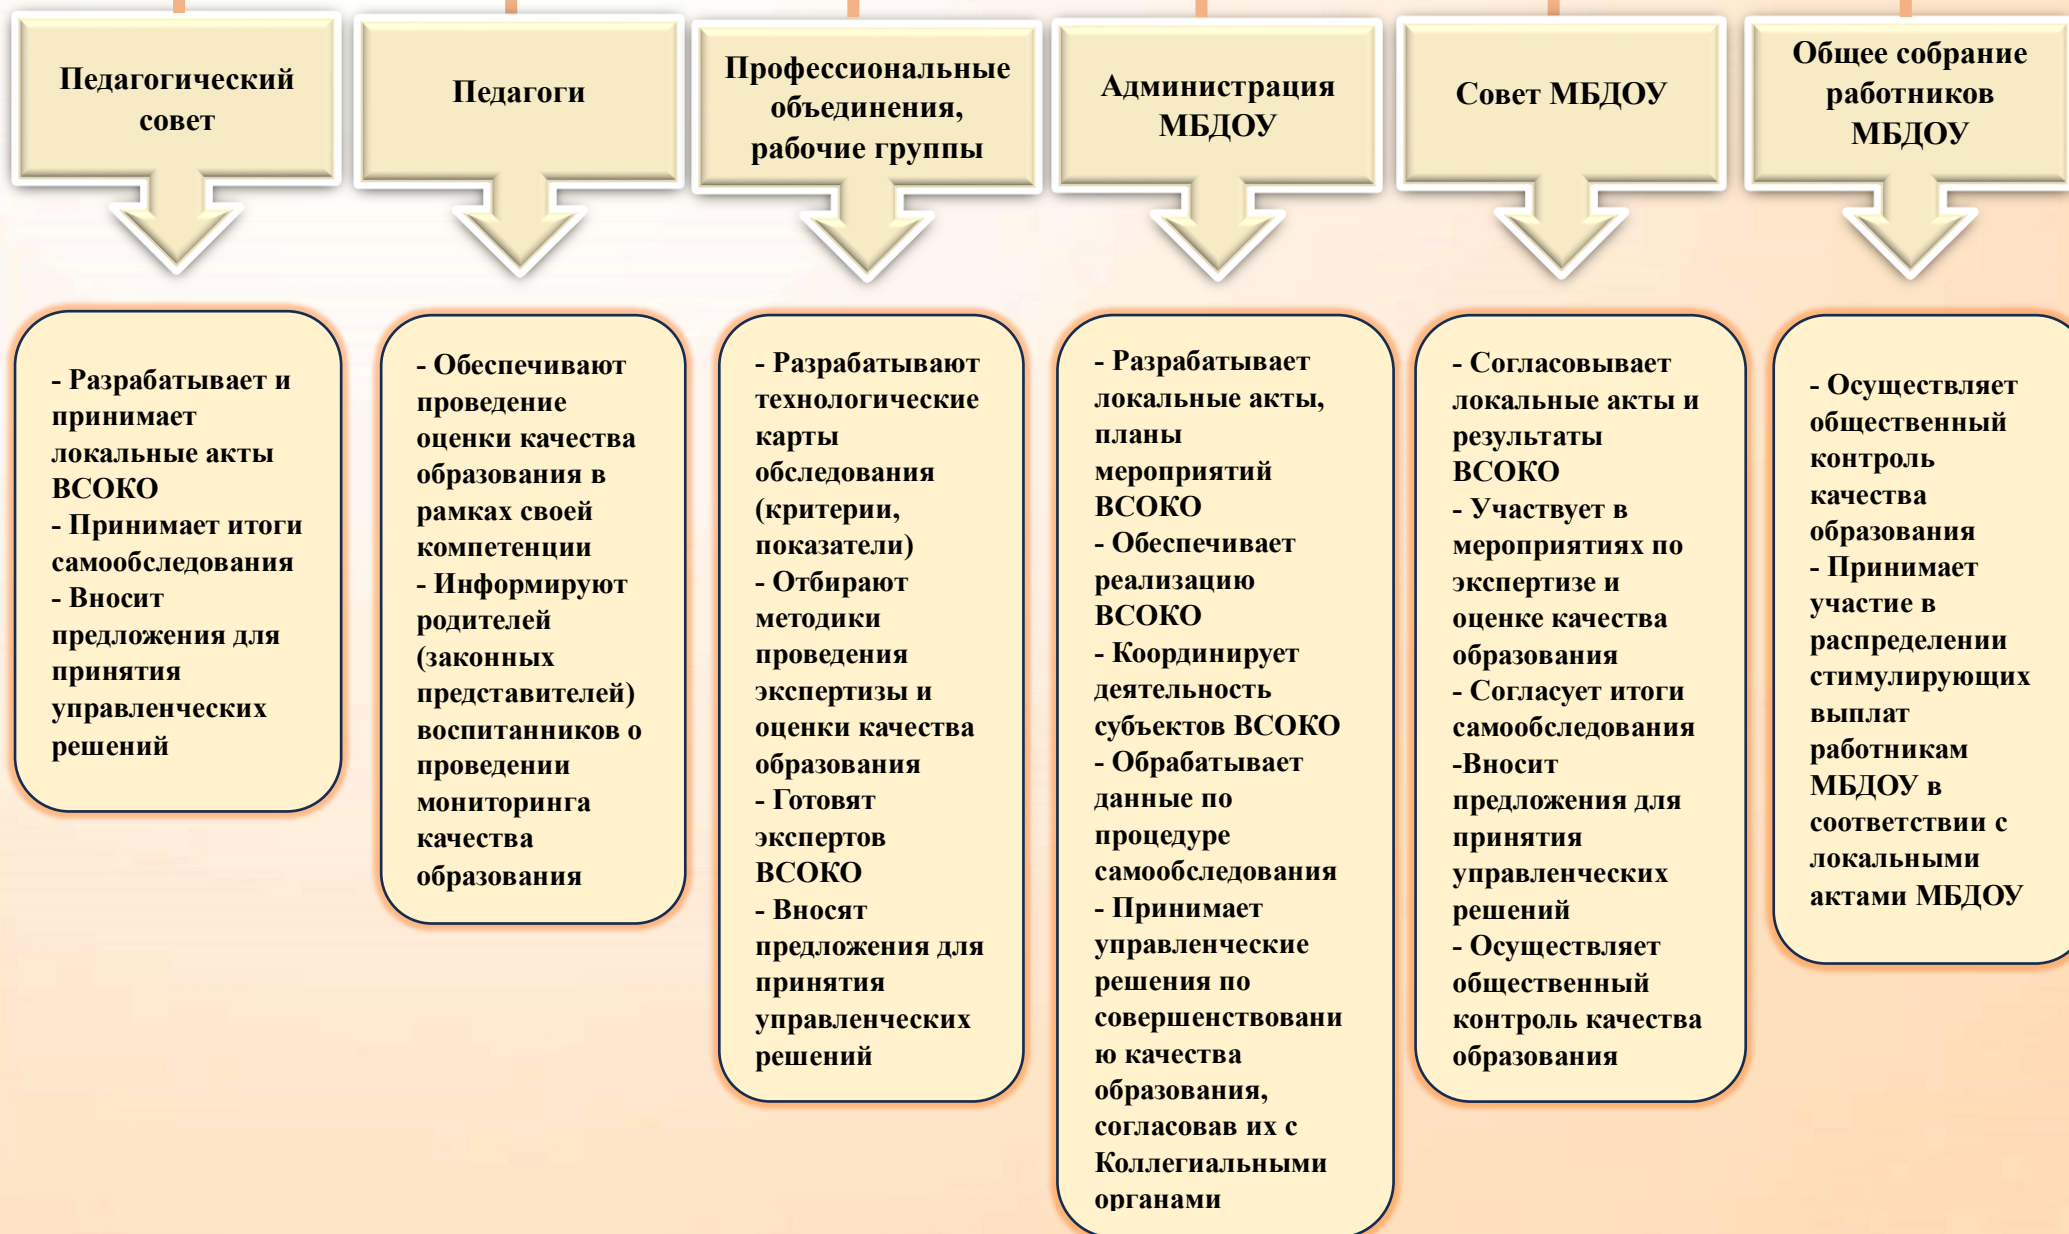 Педагогический
совет
Педагоги
Профессиональные
объединения,
рабочие группы
Администрация
МБДОУ
Совет МБДОУ
Общее собрание
работников
МБДОУ
- Разрабатывает и
принимает
локальные акты
ВСОКО
- Принимает итоги
самообследования
- Вносит
предложения для
принятия
управленческих
решений
- Обеспечивают
проведение
оценки качества
образования в
рамках своей
компетенции
- Информируют
родителей
(законных
представителей)
воспитанников о
проведении
мониторинга
качества
образования
- Разрабатывают
технологические
карты
обследования
(критерии,
показатели)
- Отбирают
методики
проведения
экспертизы и
оценки качества
образования
- Готовят
экспертов
ВСОКО
- Вносят
предложения для
принятия
управленческих
решений
- Разрабатывает
локальные акты,
планы
мероприятий
ВСОКО
- Обеспечивает
реализацию
ВСОКО
- Координирует
деятельность
субъектов ВСОКО
- Обрабатывает
данные по
процедуре
самообследования
- Принимает
управленческие
решения по
совершенствовани
ю качества
образования,
согласовав их с
Коллегиальными
органами
- Согласовывает
локальные акты и
результаты
ВСОКО
- Участвует в
мероприятиях по
экспертизе и
оценке качества
образования
- Согласует итоги
самообследования
-Вносит
предложения для
принятия
управленческих
решений
- Осуществляет
общественный
контроль качества
образования
- Осуществляет
общественный
контроль
качества
образования
- Принимает
участие в
распределении
стимулирующих
выплат
работникам
МБДОУ в
соответствии с
локальными
актами МБДОУ